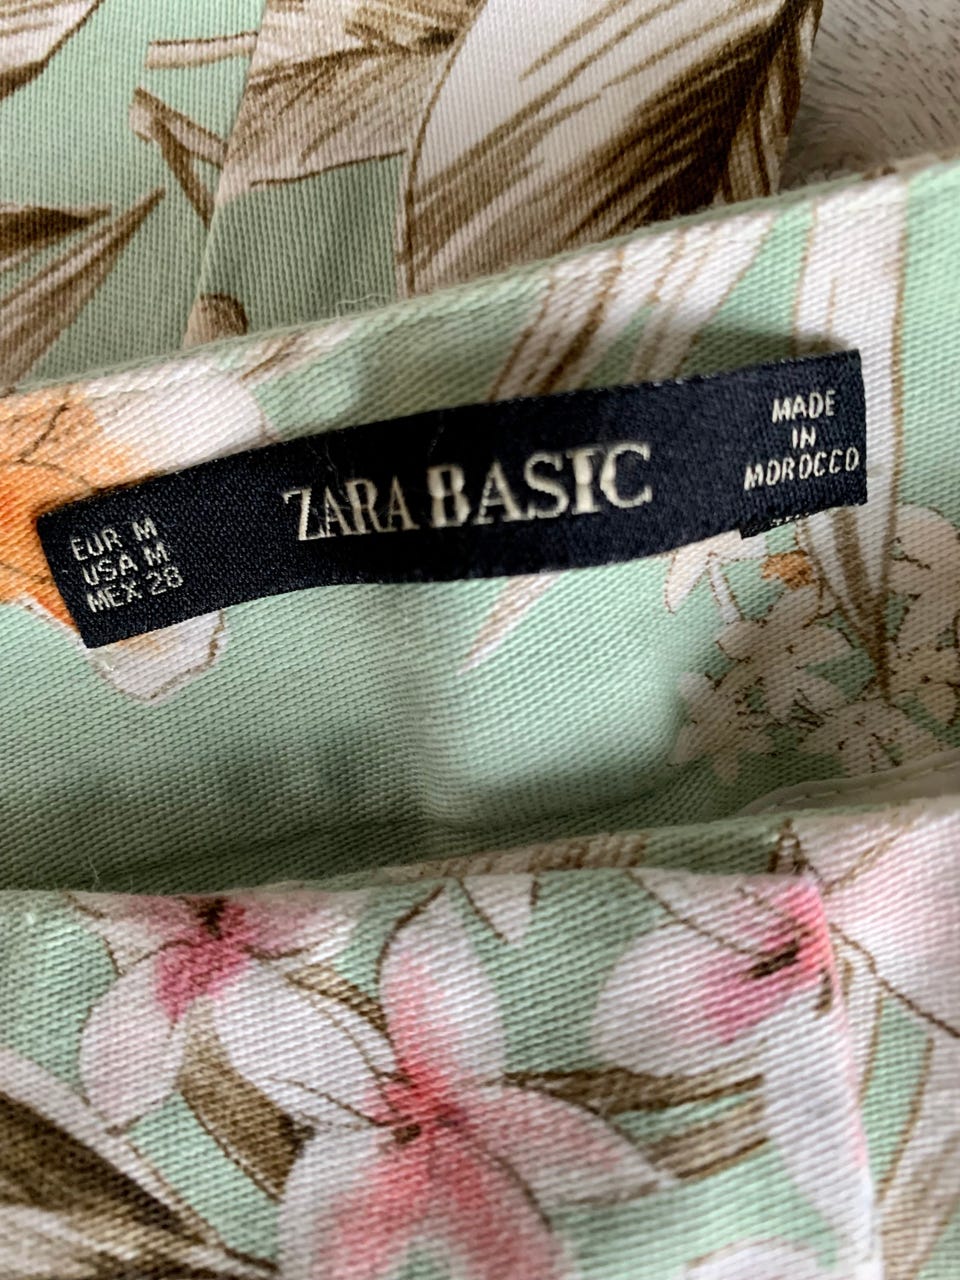 EUR M
USA M
MEX 28
ZARA BASIC
MADE
IN
MOROCCO